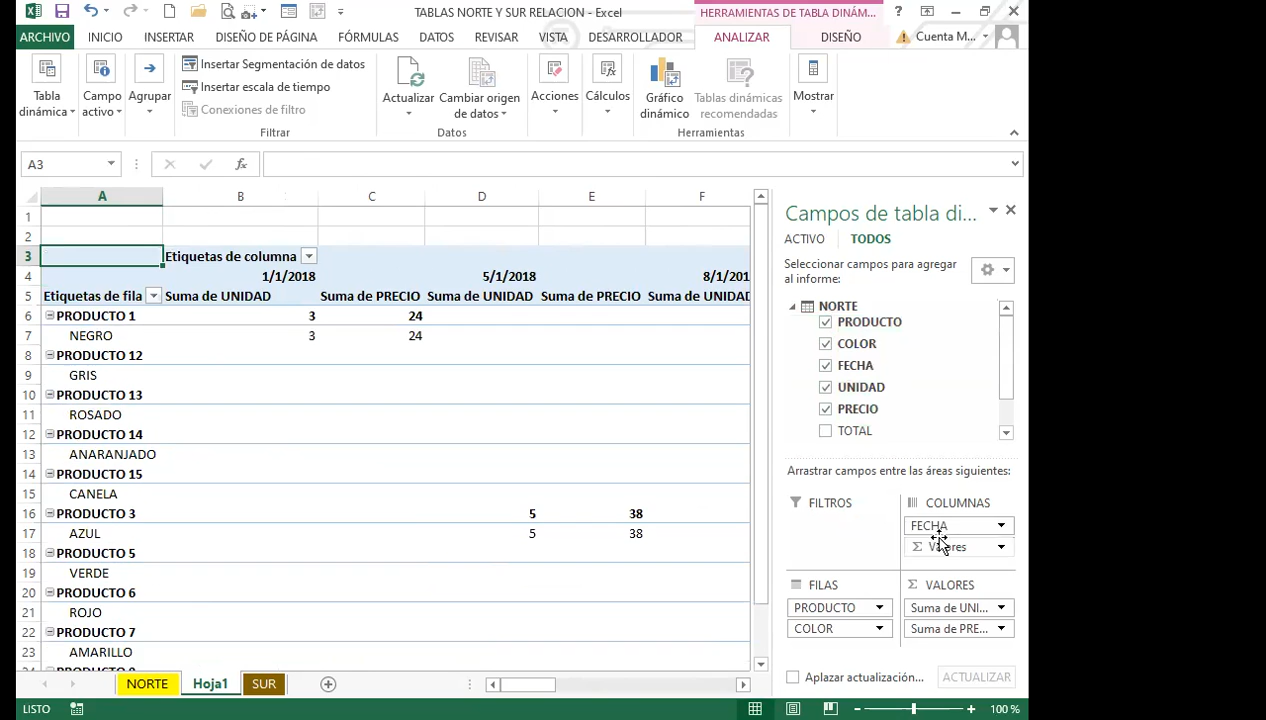 TABLAS NORTE Y SUR RELACION - Excel
HERRAMIENTAS DE TABLA DINÁM...
?
ARCHIVO INICIO INSERTAR DISEÑO DE PÁGINA FÓRMULAS DATOS REVISAR VISTA DESARROLLADOR ANALIZAR DISEÑO Cuenta M...
Tabla dinámica
Campo activo
Agrupar
Insertar Segmentación de datos
Insertar escala de tiempo
Conexiones de filtro
Filtrar
Actualizar
Cambiar origen de datos
Datos
Acciones
Cálculos
Gráfico dinámico
Tablas dinámicas recomendadas
Herramientas
Mostrar
A3
fx
A B C D E F
1
2
3 Etiquetas de columna
4 1/1/2018 5/1/2018 8/1/201
5 Etiquetas de fila Suma de UNIDAD Suma de PRECIO Suma de UNIDAD Suma de PRECIO Suma de UNIDAD
6 PRODUCTO 1 3 24
7 NEGRO 3 24
8 PRODUCTO 12
9 GRIS
10 PRODUCTO 13
11 ROSADO
12 PRODUCTO 14
13 ANARANJADO
14 PRODUCTO 15
15 CANELA
16 PRODUCTO 3 5 38
17 AZUL 5 38
18 PRODUCTO 5
19 VERDE
20 PRODUCTO 6
21 ROJO
22 PRODUCTO 7
23 AMARILLO
Campos de tabla di...
ACTIVO TODOS
Seleccionar campos para agregar
al informe:
NORTE
PRODUCTO
COLOR
FECHA
UNIDAD
PRECIO
TOTAL
Arrastrar campos entre las áreas siguientes:
FILTROS
COLUMNAS
FECHA
Σ Valores
FILAS
PRODUCTO
COLOR
Σ VALORES
Suma de UNI...
Suma de PRE...
Aplazar actualización...
ACTUALIZAR
NORTE Hoja1 SUR
LISTO
100 %